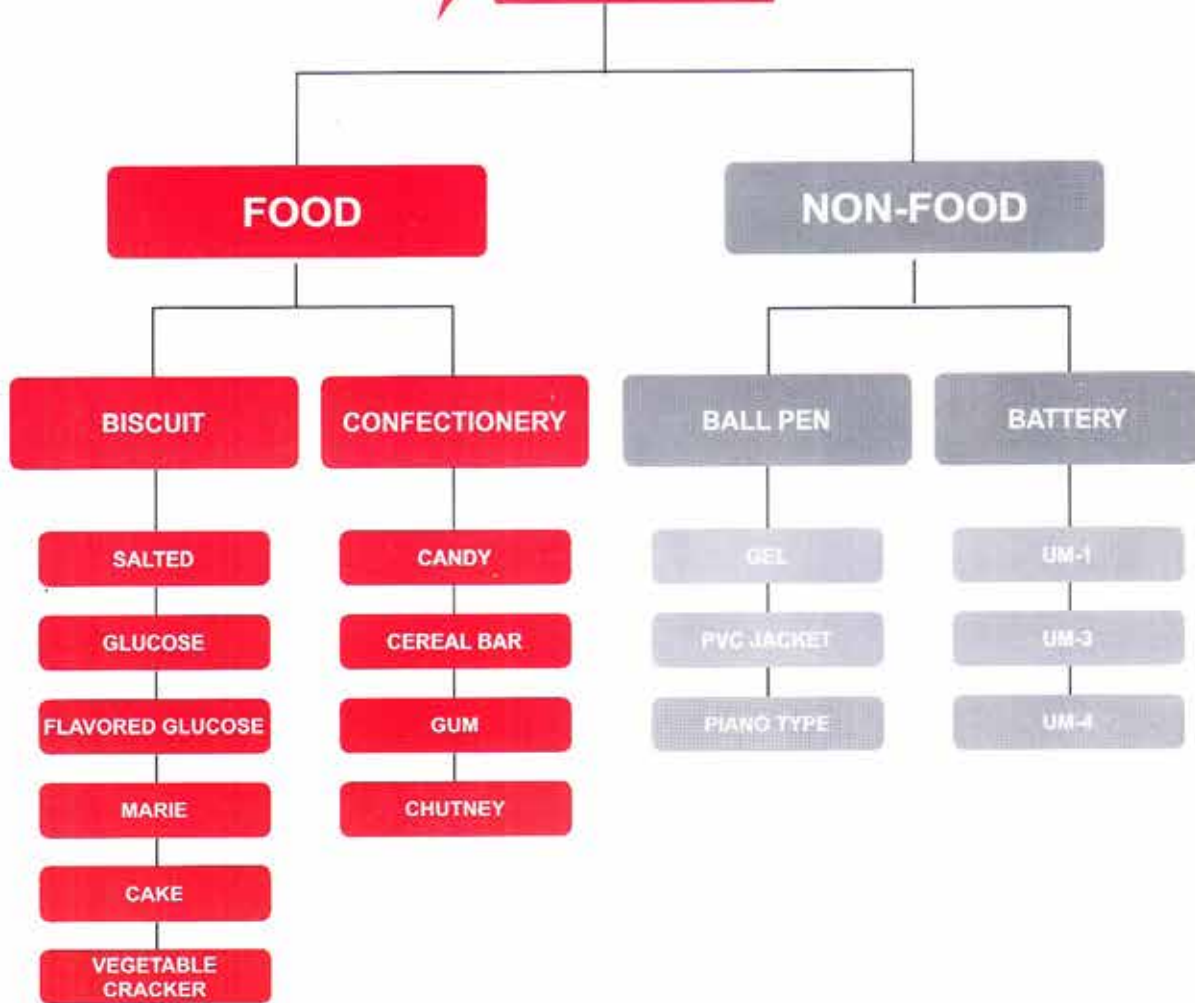 FOOD
NON-FOOD
BISCUIT
CONFECTIONERY
BALL PEN
BATTERY
SALTED
GLUCOSE
FLAVORED GLUCOSE
MARIE
CAKE
VEGETABLE
CRACKER
CANDY
CEREAL BAR
GUM
CHUTNEY
GEL
PVC JACKET
PIANO TYPE
UM-1
UM-3
UM-4